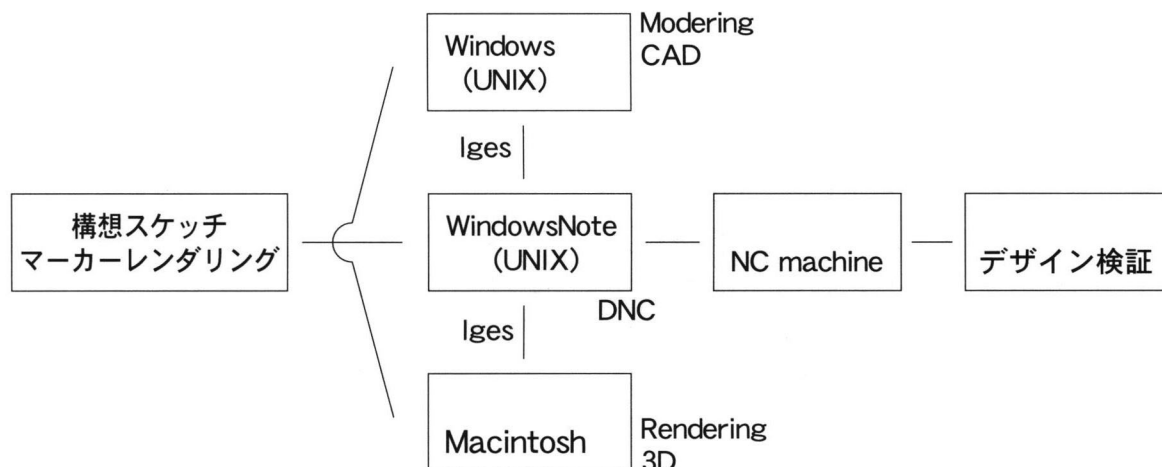 Windows
(UNIX)
Modering
CAD
Iges
構想スケッチ
マーカーレンダリング
WindowsNote
(UNIX)
NC machine
デザイン検証
DNC
Iges
Macintosh
Rendering
3D